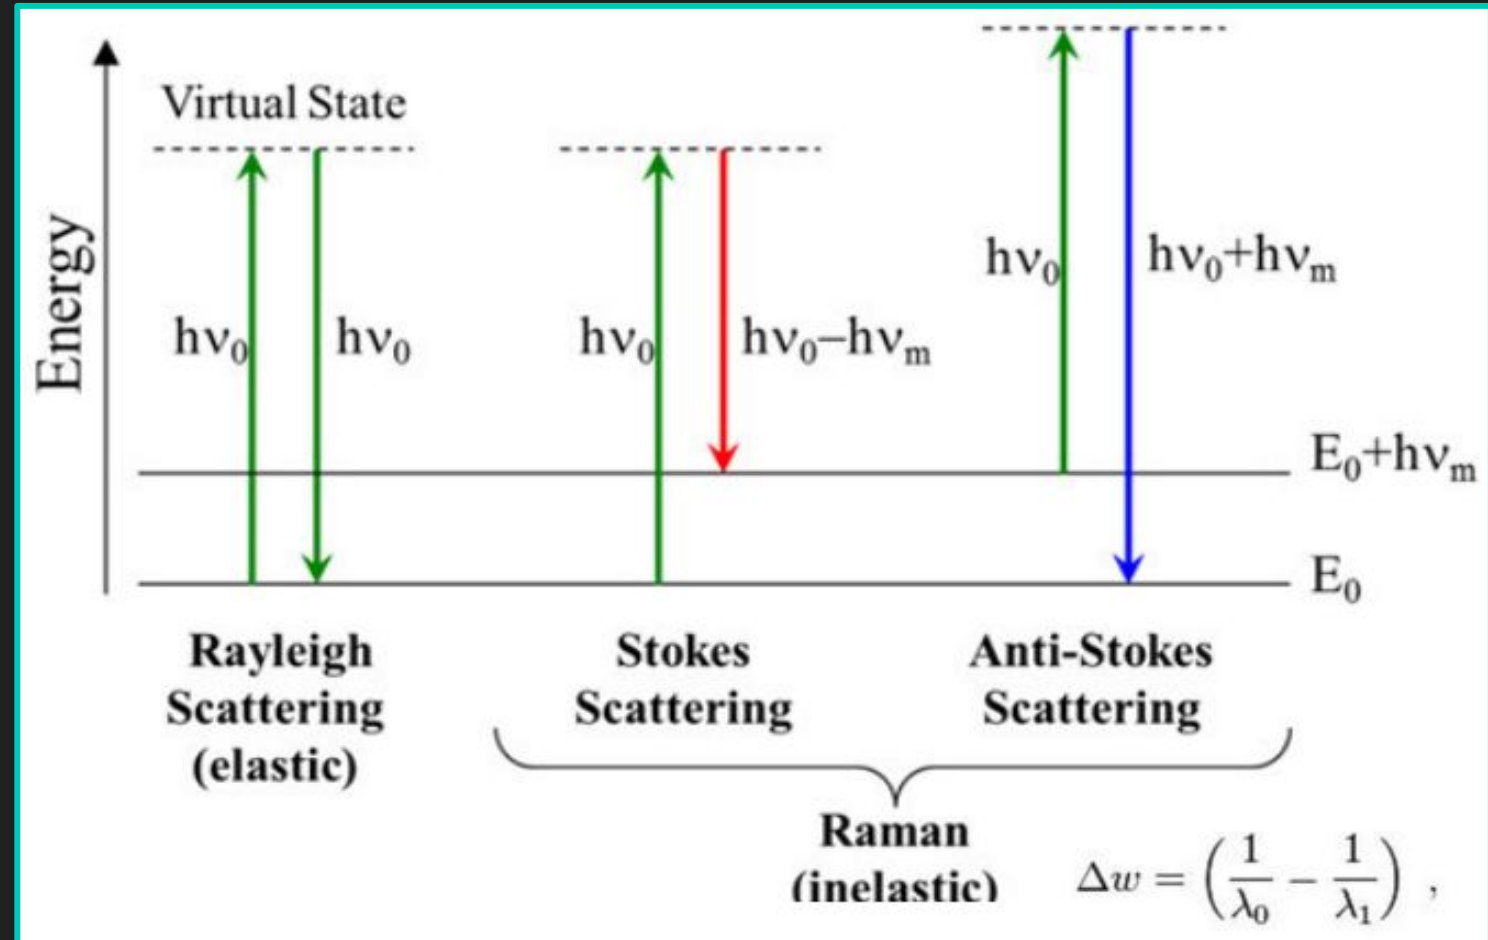 Energy
Virtual State
hν₀
hν₀
hν₀
hν₀−hνₘ
hν₀
hν₀+hνₘ
E₀+hνₘ
E₀
Rayleigh
Scattering
(elastic)
Stokes
Scattering
Anti-Stokes
Scattering
Raman
(inelastic)
Δw = (1/λ₀ − 1/λ₁) ,